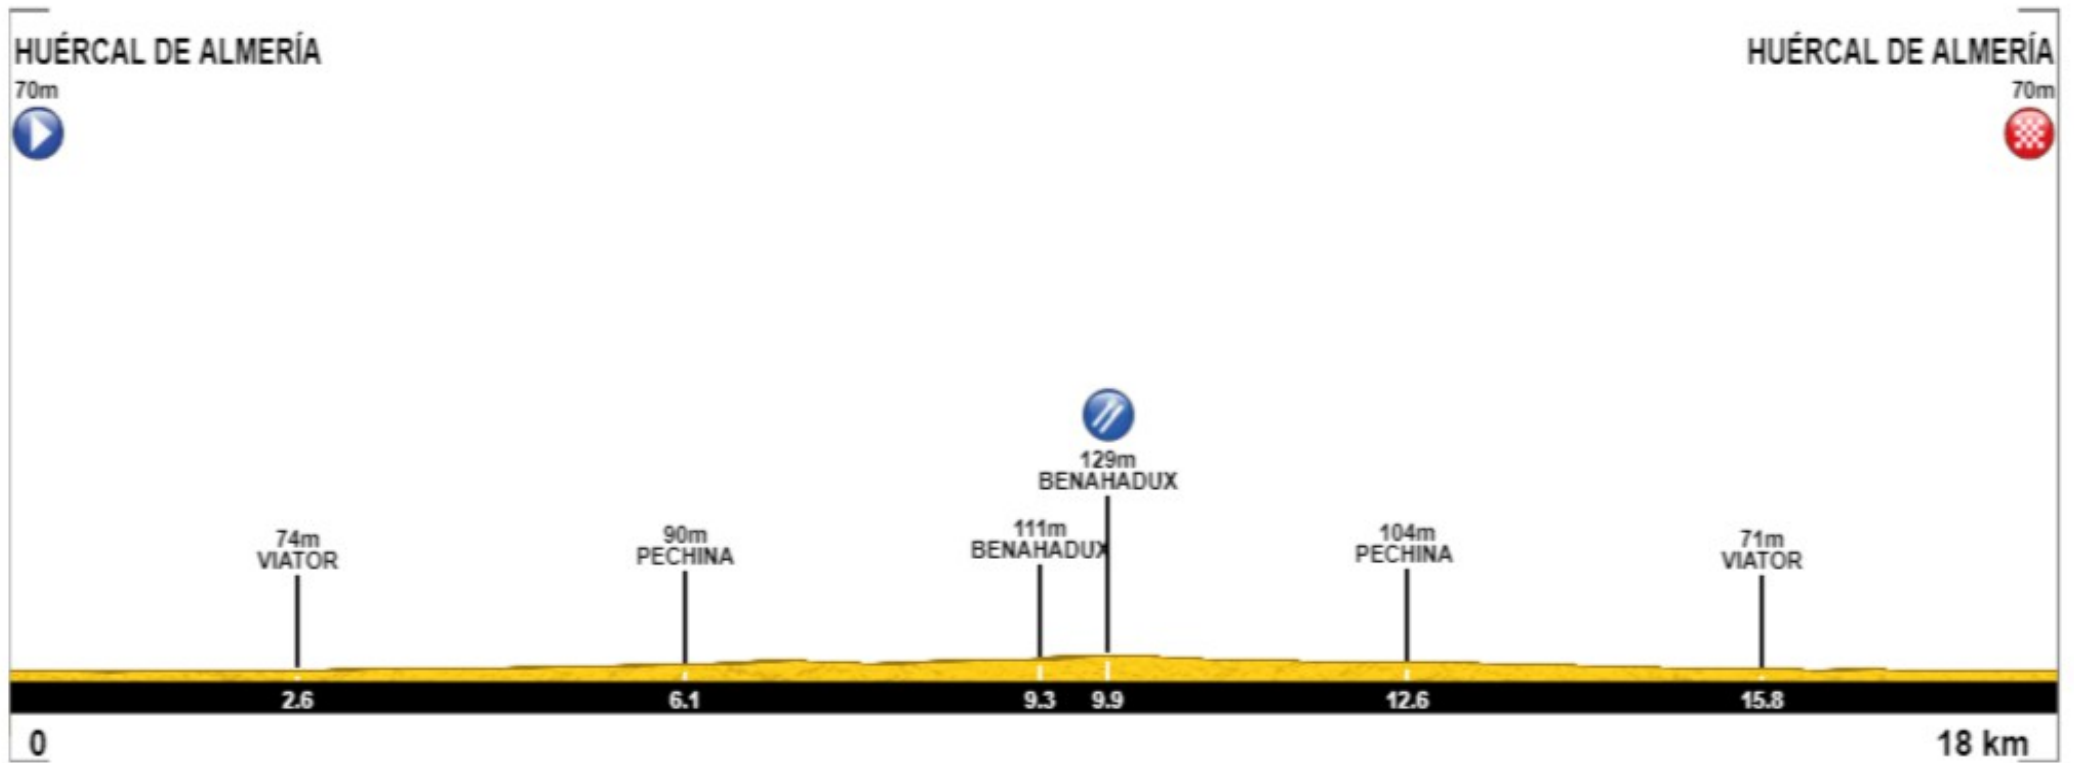 HUÉRCAL DE ALMERÍA
70m
HUÉRCAL DE ALMERÍA
70m
129m
BENAHADUX
74m
VIATOR
90m
PECHINA
111m
BENAHADUX
104m
PECHINA
71m
VIATOR
2.6
6.1
9.3
9.9
12.6
15.8
0
18 km